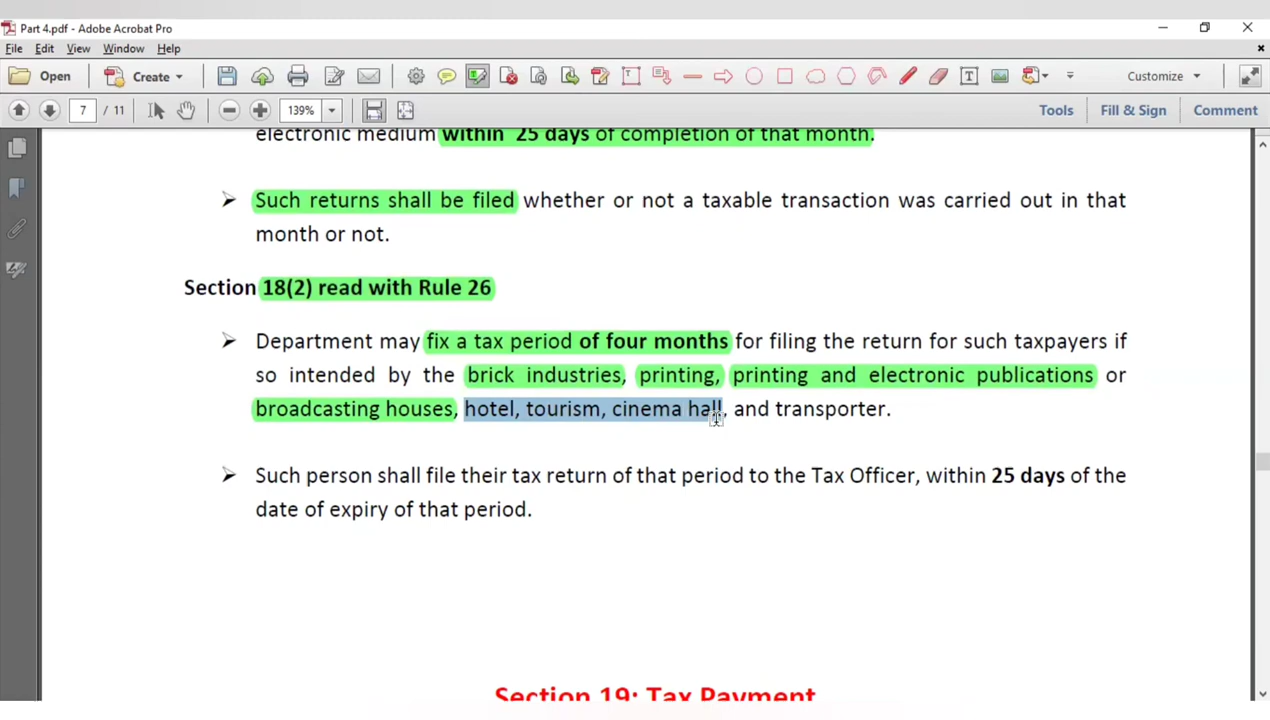 Part 4.pdf - Adobe Acrobat Pro
File Edit View Window Help
Open Create Customize
7 / 11 139% Tools Fill & Sign Comment
electronic medium within 25 days of completion of that month.
➢ Such returns shall be filed whether or not a taxable transaction was carried out in that
month or not.
Section 18(2) read with Rule 26
➢ Department may fix a tax period of four months for filing the return for such taxpayers if
so intended by the brick industries, printing, printing and electronic publications or
broadcasting houses, hotel, tourism, cinema hall, and transporter.
➢ Such person shall file their tax return of that period to the Tax Officer, within 25 days of the
date of expiry of that period.
Section 19: Tax Payment